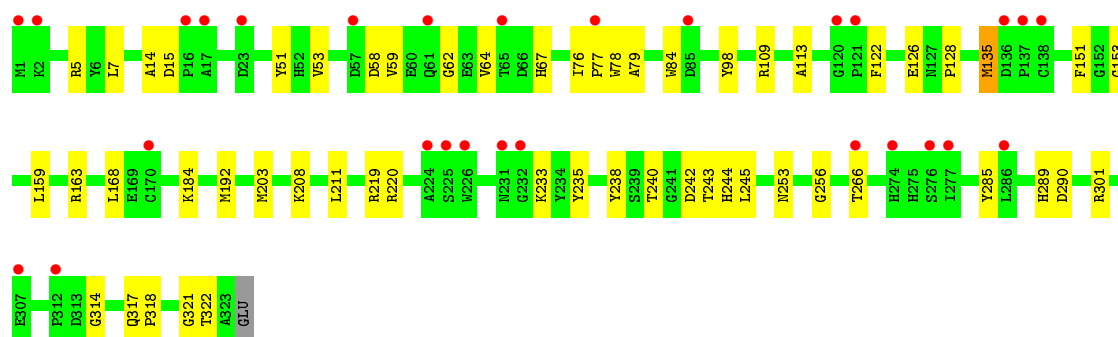 M1 K2 R5 Y6 L7 A14 D15 P16 A17 D23 Y51 H52 V53 D57 D58 V59 E60 Q61 G62 E63 V64 T65 D66 H67 I76 P77 W78 A79 W84 D85 Y98 R109 A113 G120 P121 F122 E126 N127 P128 M135 D136 P137 C138 F151 G152 G153
L159 R163 L168 E169 C170 K184 M192 M203 K208 L211 R219 R220 A224 S225 W226 N231 G232 K233 Y234 Y235 Y238 S239 T240 G241 D242 T243 H244 L245 N253 G256 T266 H274 H275 S276 I277 Y285 L286 H289 D290 R301
E307 P312 D313 G314 Q317 P318 G321 T322 A323 GLU